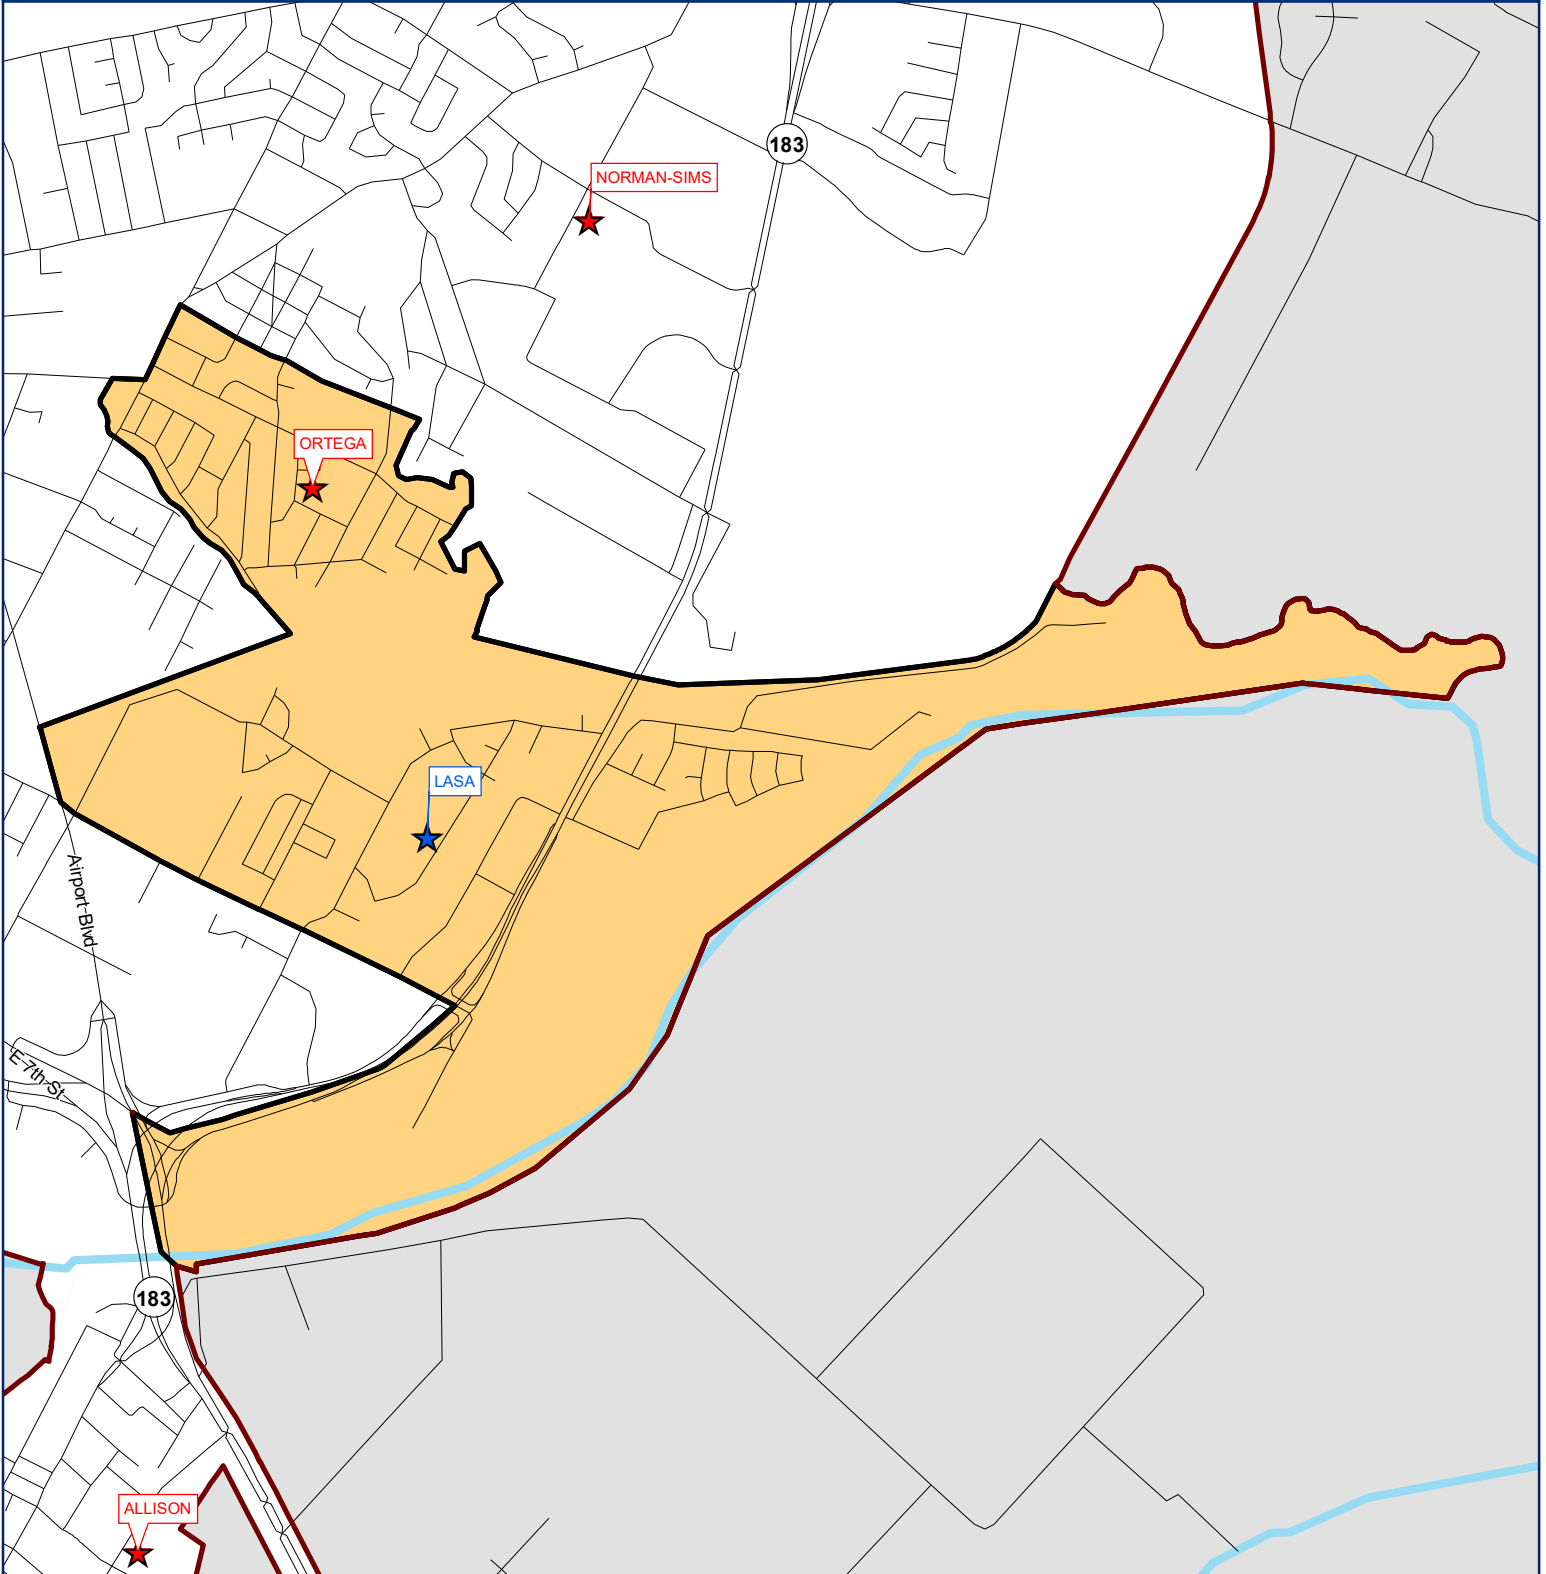 183
NORMAN-SIMS
ORTEGA
LASA
Airport Blvd
E 7th St
183
ALLISON